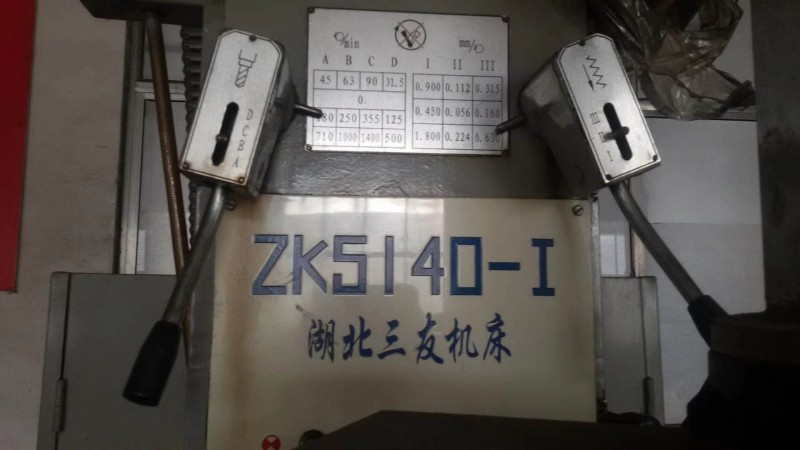 r/min mm/r
A B C D I II III
45 63 90 31.5 0.900 0.112 0.315
0
180 250 355 125 0.450 0.056 0.160
710 1000 1400 500 1.800 0.224 0.630
D
C
B
A
III
II
I
ZK5140-I
湖北三友机床